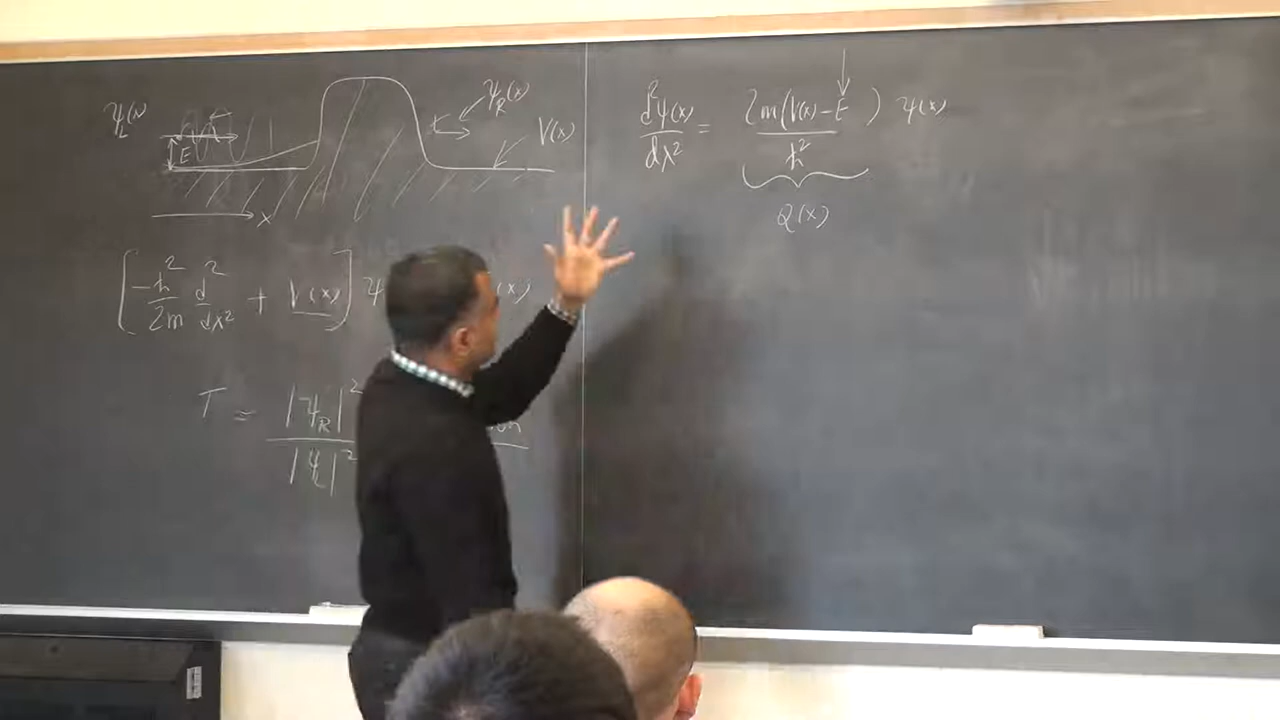 ψ_L(x)
E
x
ψ_R(x)
V(x)
[-ħ²/2m d²/dx² + V(x)] ψ (x)
T = |ψ_R|² / |ψ_L|²
d²ψ(x)/dx² = 2m(V(x)-E)/ħ² ψ(x)
Q(x)